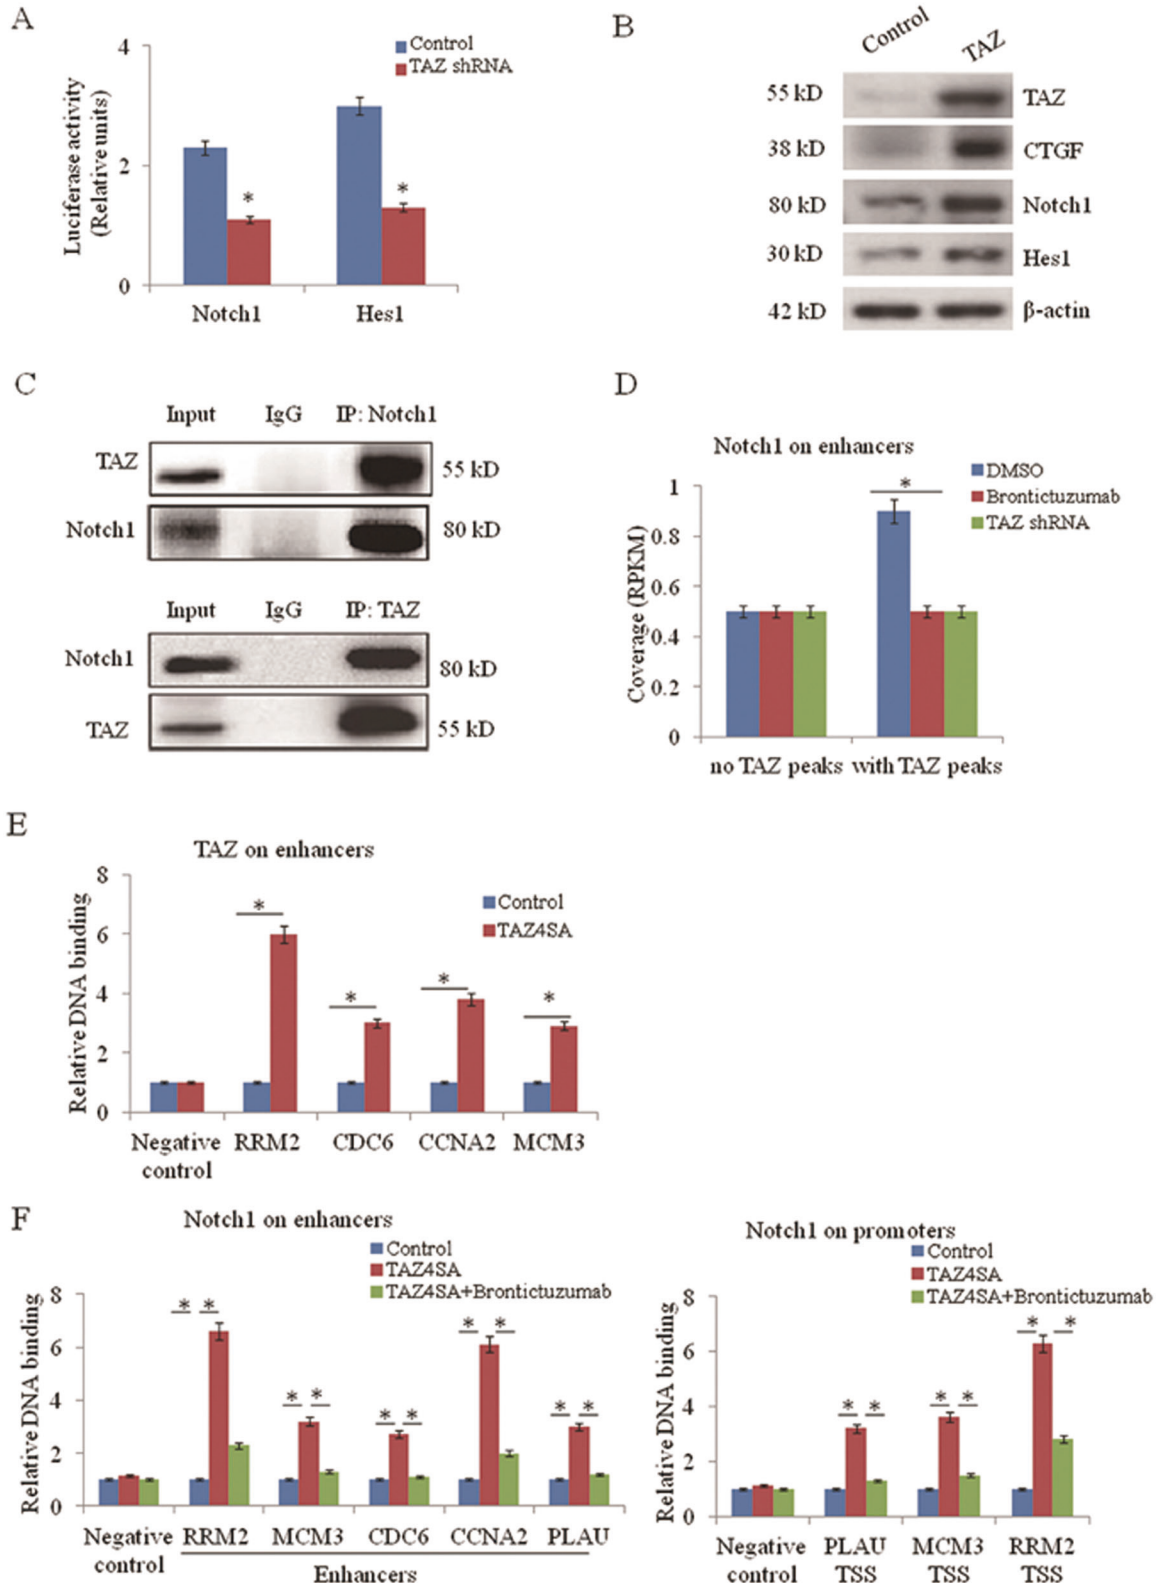 A
Control
TAZ shRNA
4
2
0
Luciferase activity
(Relative units)
*
*
Notch1
Hes1
B
Control
TAZ
55 kD
TAZ
38 kD
CTGF
80 kD
Notch1
30 kD
Hes1
42 kD
β-actin
C
Input
IgG
IP: Notch1
TAZ
55 kD
Notch1
80 kD
Input
IgG
IP: TAZ
Notch1
80 kD
TAZ
55 kD
D
Notch1 on enhancers
DMSO
Brontictuzumab
TAZ shRNA
1
0.8
0.6
0.4
0.2
0
Coverage (RPKM)
*
no TAZ peaks
with TAZ peaks
E
TAZ on enhancers
Control
TAZ4SA
8
6
4
2
0
Relative DNA binding
*
*
*
*
Negative
control
RRM2
CDC6
CCNA2
MCM3
F
Notch1 on enhancers
Control
TAZ4SA
TAZ4SA+Brontictuzumab
8
6
4
2
0
Relative DNA binding
* *
* *
* *
* *
* *
Negative
control
RRM2
MCM3
CDC6
CCNA2
PLAU
Enhancers
Notch1 on promoters
Control
TAZ4SA
TAZ4SA+Brontictuzumab
8
6
4
2
0
Relative DNA binding
* *
* *
* *
Negative
control
PLAU
TSS
MCM3
TSS
RRM2
TSS